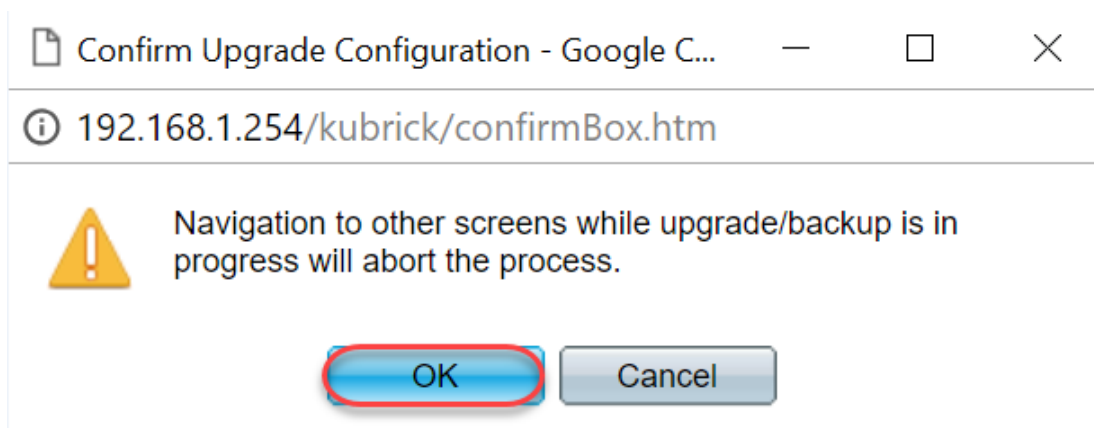 Confirm Upgrade Configuration - Google C...
192.168.1.254/kubrick/confirmBox.htm
Navigation to other screens while upgrade/backup is in
progress will abort the process.
OK Cancel